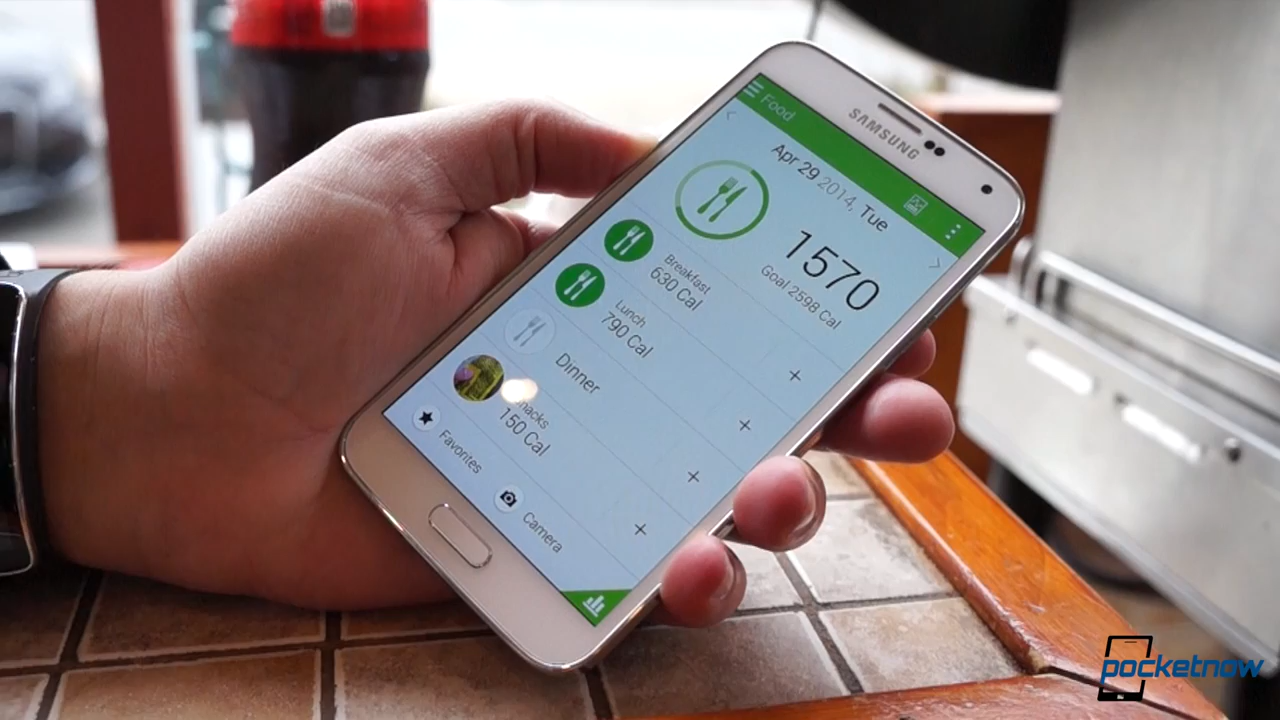 SAMSUNG
Food
Apr 29 2014, Tue
1570
Goal 2598 Cal
Breakfast
630 Cal
Lunch
790 Cal
Dinner
Snacks
150 Cal
Favorites
Camera
pocketnow